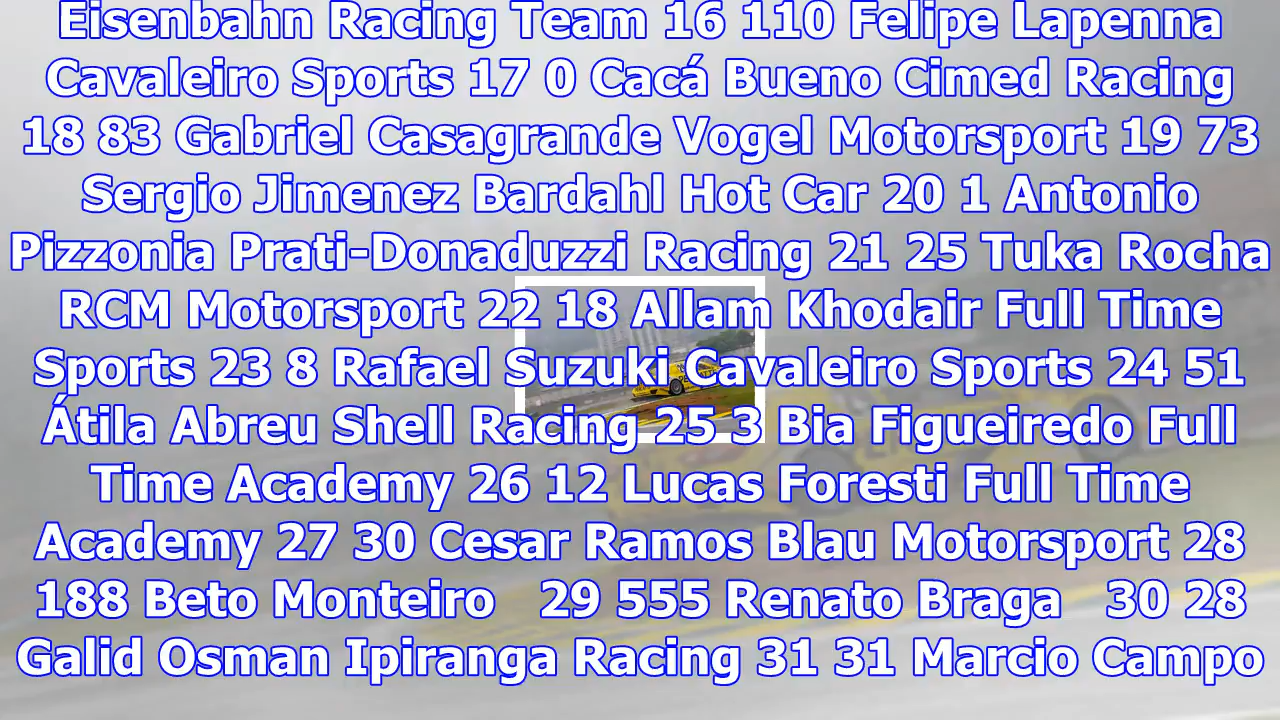 Eisenbahn Racing Team 16 110 Felipe Lapenna
Cavaleiro Sports 17 0 Cacá Bueno Cimed Racing
18 83 Gabriel Casagrande Vogel Motorsport 19 73
Sergio Jimenez Bardahl Hot Car 20 1 Antonio
Pizzonia Prati-Donaduzzi Racing 21 25 Tuka Rocha
RCM Motorsport 22 18 Allam Khodair Full Time
Sports 23 8 Rafael Suzuki Cavaleiro Sports 24 51
Átila Abreu Shell Racing 25 3 Bia Figueiredo Full
Time Academy 26 12 Lucas Foresti Full Time
Academy 27 30 Cesar Ramos Blau Motorsport 28
188 Beto Monteiro   29 555 Renato Braga   30 28
Galid Osman Ipiranga Racing 31 31 Marcio Campo